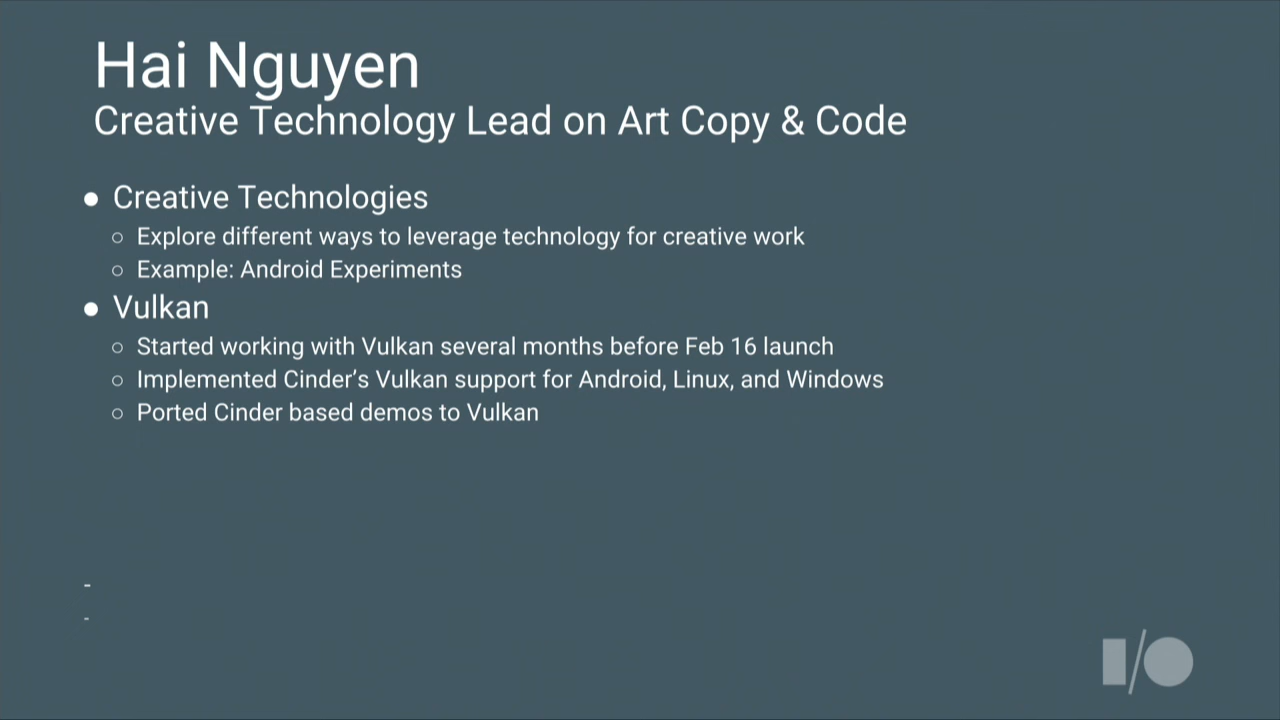 Hai Nguyen
Creative Technology Lead on Art Copy & Code
● Creative Technologies
○ Explore different ways to leverage technology for creative work
○ Example: Android Experiments
● Vulkan
○ Started working with Vulkan several months before Feb 16 launch
○ Implemented Cinder’s Vulkan support for Android, Linux, and Windows
○ Ported Cinder based demos to Vulkan
-
-
I/O